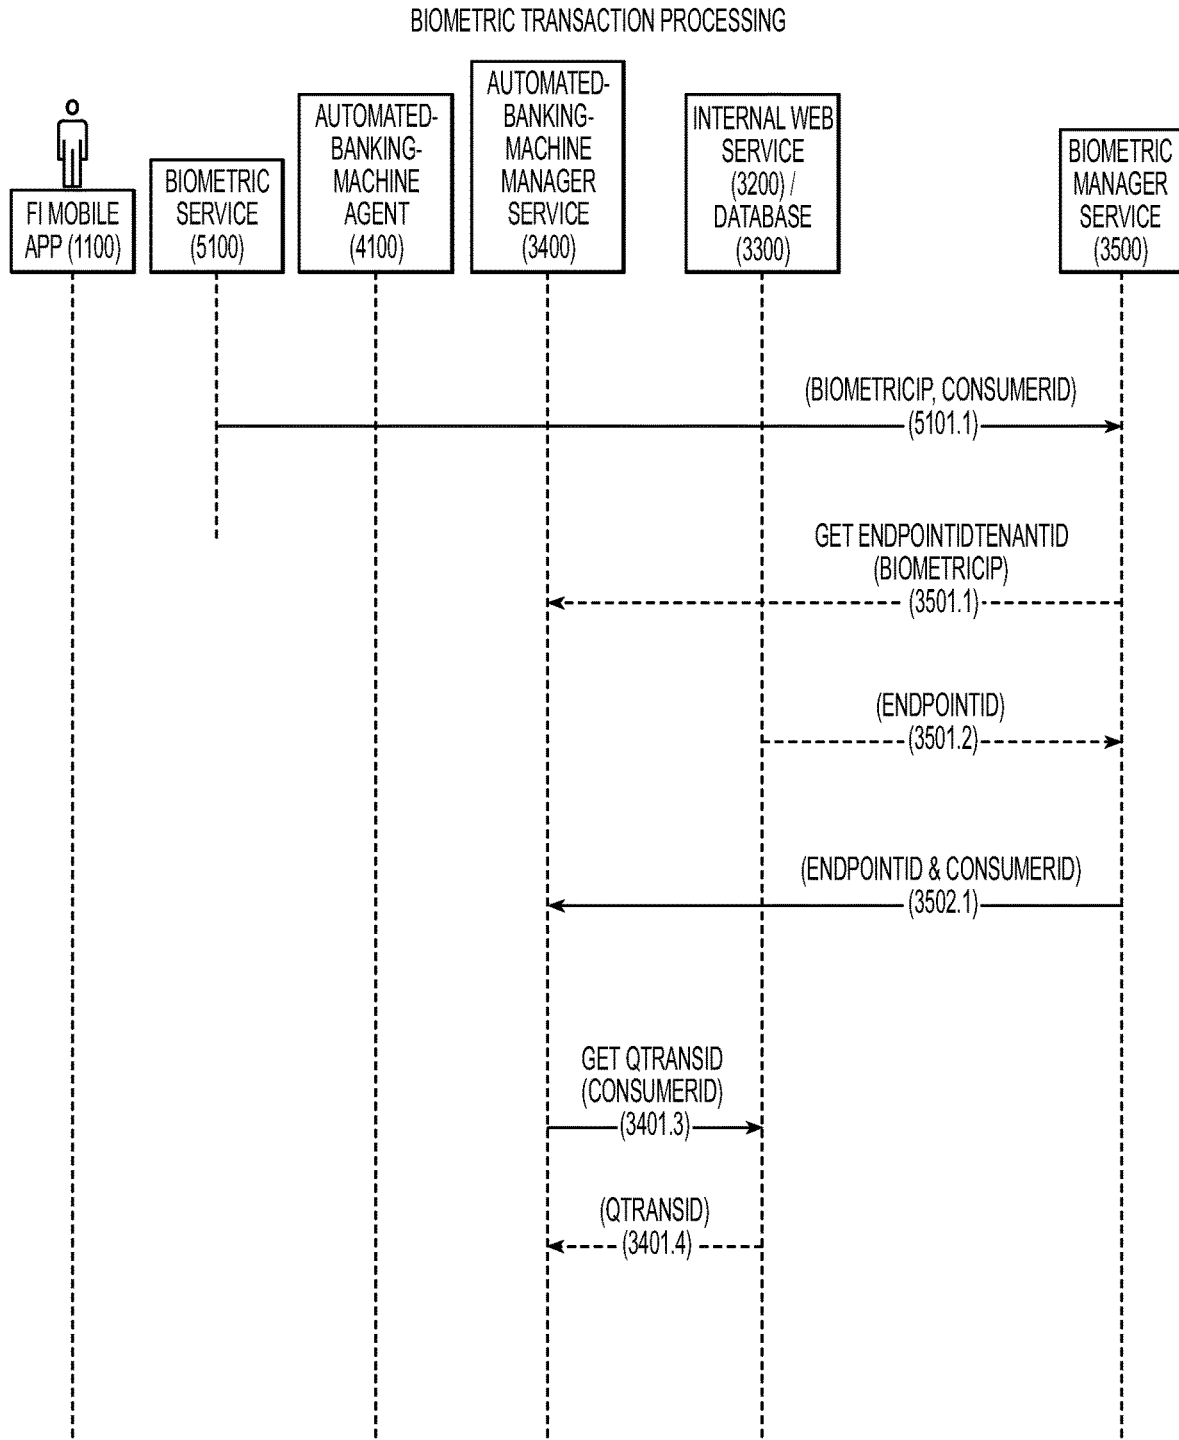 BIOMETRIC TRANSACTION PROCESSING
FI MOBILE
APP (1100)
BIOMETRIC
SERVICE
(5100)
AUTOMATED-
BANKING-
MACHINE
AGENT
(4100)
AUTOMATED-
BANKING-
MACHINE
MANAGER
SERVICE
(3400)
INTERNAL WEB
SERVICE
(3200) /
DATABASE
(3300)
BIOMETRIC
MANAGER
SERVICE
(3500)
(BIOMETRICIP, CONSUMERID)
(5101.1)
GET ENDPOINTIDTENANTID
(BIOMETRICIP)
(3501.1)
(ENDPOINTID)
(3501.2)
(ENDPOINTID & CONSUMERID)
(3502.1)
GET QTRANSID
(CONSUMERID)
(3401.3)
(QTRANSID)
(3401.4)